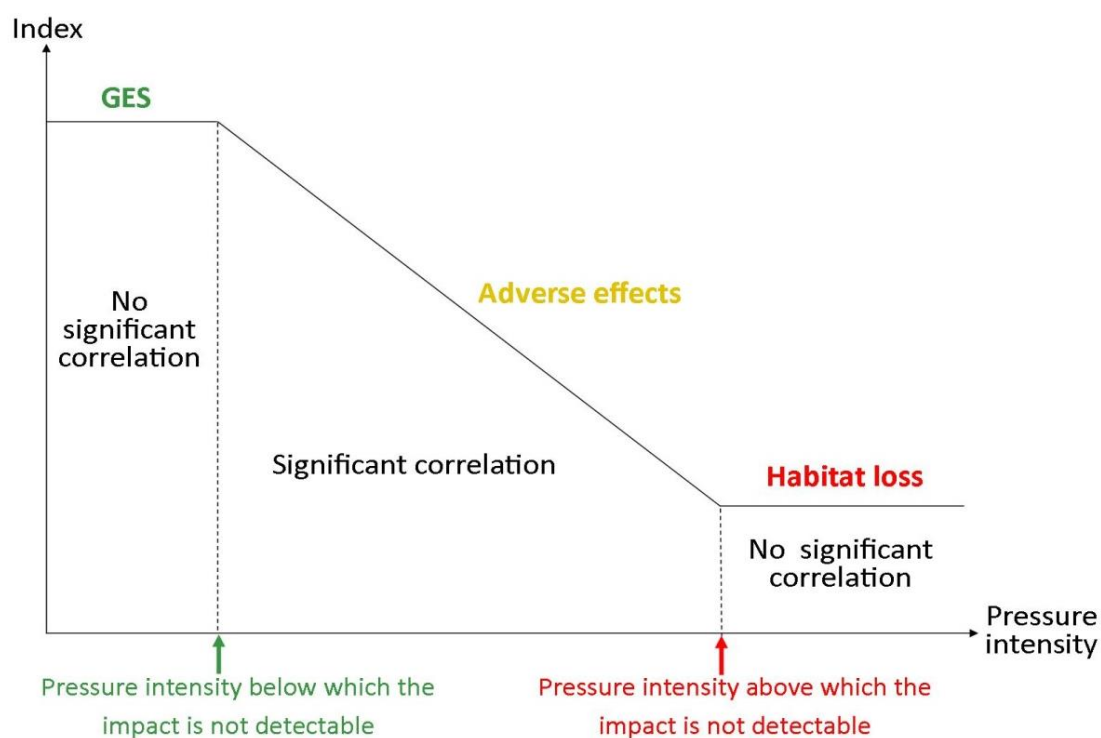 Index
GES
No
significant
correlation
Adverse effects
Significant correlation
Habitat loss
No significant
correlation
Pressure
intensity
Pressure intensity below which the
impact is not detectable
Pressure intensity above which the
impact is not detectable